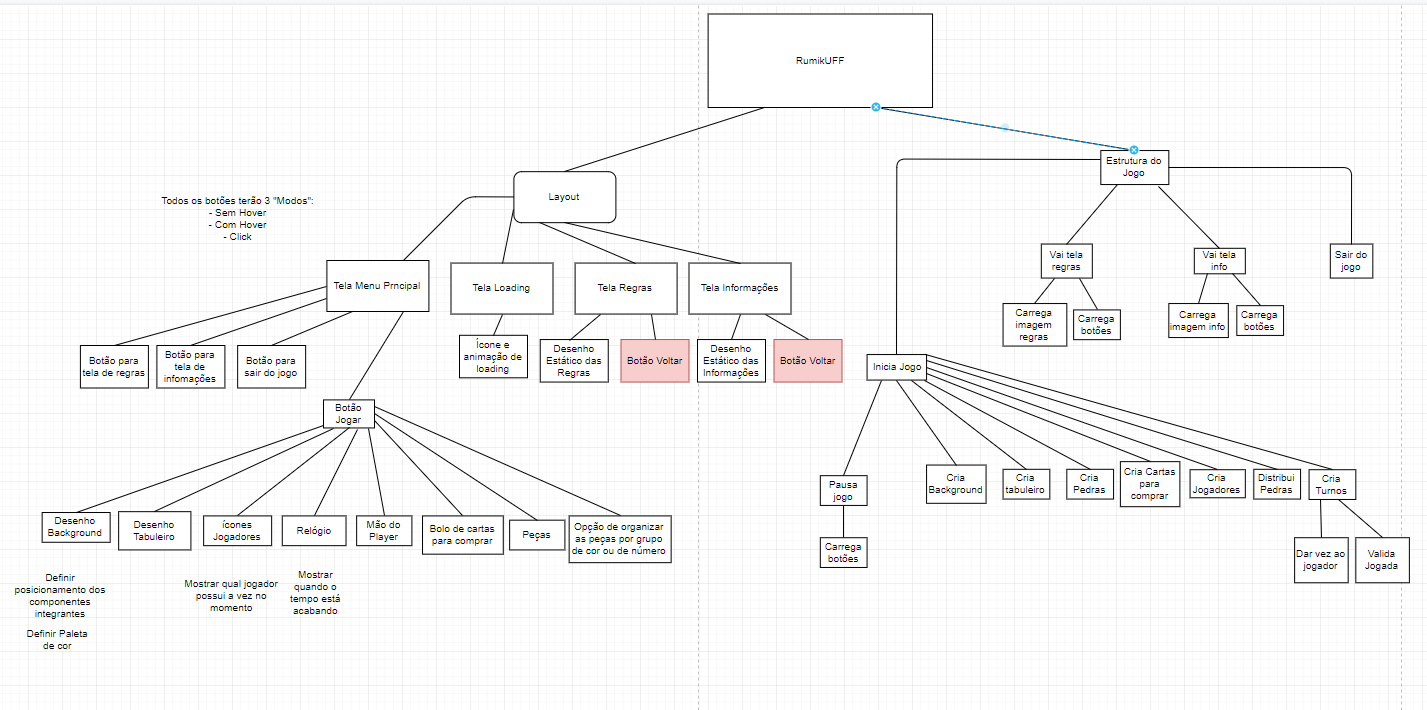 RumikUFF
Estrutura do
Jogo
Layout
Todos os botões terão 3 "Modos":
- Sem Hover
- Com Hover
- Click
Vai tela
regras
Vai tela
info
Sair do
jogo
Tela Menu Prncipal
Tela Loading
Tela Regras
Tela Informações
Carrega
imagem
regras
Carrega
botões
Carrega
imagem info
Carrega
botões
Botão para
tela de regras
Botão para
tela de
infomações
Botão para
sair do jogo
Ícone e
animação de
loading
Desenho
Estático das
Regras
Botão Voltar
Desenho
Estático das
Informações
Botão Voltar
Inicia Jogo
Botão
Jogar
Pausa
jogo
Cria
Background
Cria
tabuleiro
Cria
Pedras
Cria Cartas
para
comprar
Cria
Jogadores
Distribui
Pedras
Cria
Turnos
Desenho
Background
Desenho
Tabuleiro
ícones
Jogadores
Relógio
Mão do
Player
Bolo de cartas
para comprar
Peças
Opção de organizar
as peças por grupo
de cor ou de número
Carrega
botões
Dar vez ao
jogador
Valida
Jogada
Definir
posicionamento dos
componentes
integrantes
Mostrar qual jogador
possui a vez no
momento
Mostrar
quando o
tempo está
acabando
Definir Paleta
de cor